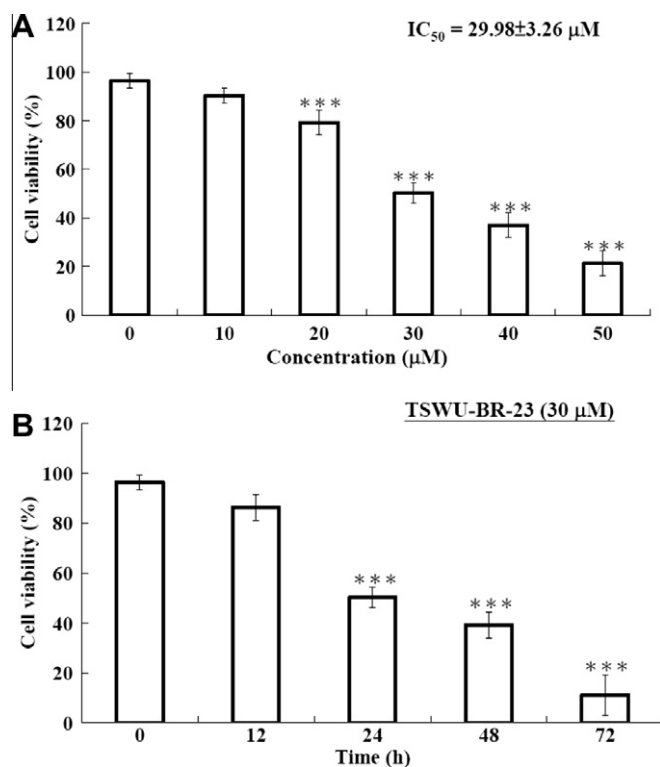 A
IC50 = 29.98±3.26 μM
120
100
80
60
40
20
0
Cell viability (%)
***
***
***
***
0 10 20 30 40 50
Concentration (μM)
B
TSWU-BR-23 (30 μM)
120
100
80
60
40
20
0
Cell viability (%)
***
***
***
0 12 24 48 72
Time (h)